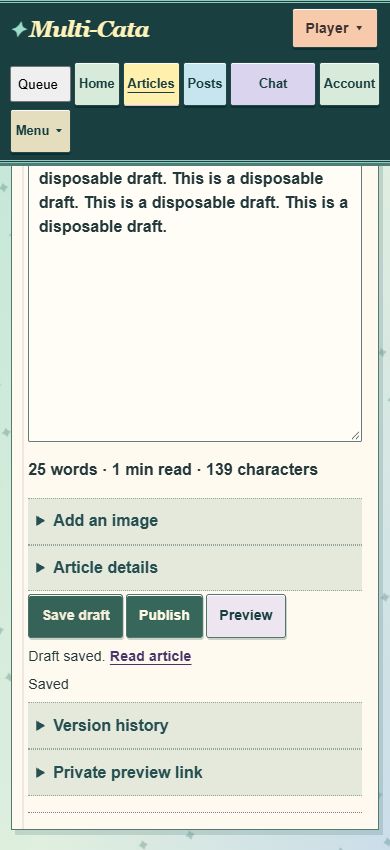 Multi-Cata
Player
Queue
Home
Articles
Posts
Chat
Account
Menu
disposable draft. This is a disposable
draft. This is a disposable draft. This is a
disposable draft.
25 words · 1 min read · 139 characters
Add an image
Article details
Save draft
Publish
Preview
Draft saved. Read article
Saved
Version history
Private preview link